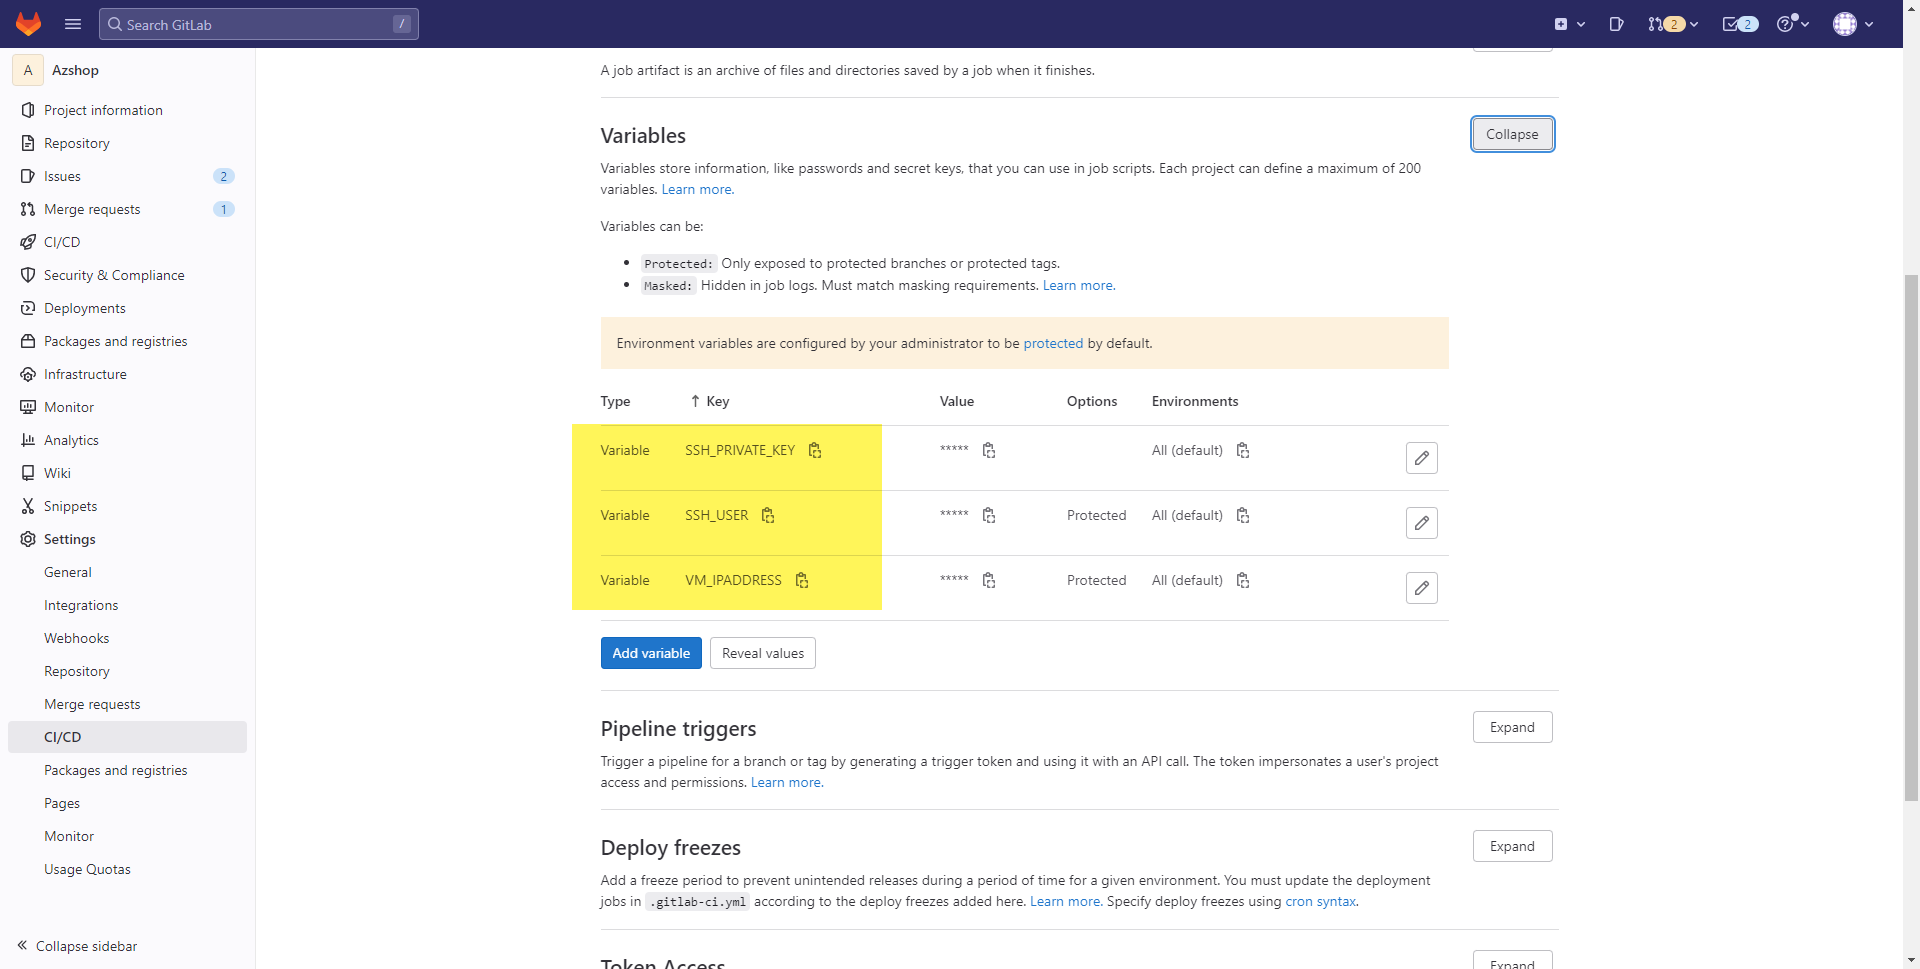 Search GitLab
/
2
2
A
Azshop
Project information
Repository
Issues
2
Merge requests
1
CI/CD
Security & Compliance
Deployments
Packages and registries
Infrastructure
Monitor
Analytics
Wiki
Snippets
Settings
General
Integrations
Webhooks
Repository
Merge requests
CI/CD
Packages and registries
Pages
Monitor
Usage Quotas
Collapse sidebar
A job artifact is an archive of files and directories saved by a job when it finishes.
Variables
Collapse
Variables store information, like passwords and secret keys, that you can use in job scripts. Each project can define a maximum of 200
variables. Learn more.
Variables can be:
Protected: Only exposed to protected branches or protected tags.
Masked: Hidden in job logs. Must match masking requirements. Learn more.
Environment variables are configured by your administrator to be protected by default.
Type ↑ Key Value Options Environments
Variable SSH_PRIVATE_KEY ***** All (default)
Variable SSH_USER ***** Protected All (default)
Variable VM_IPADDRESS ***** Protected All (default)
Add variable Reveal values
Pipeline triggers
Expand
Trigger a pipeline for a branch or tag by generating a trigger token and using it with an API call. The token impersonates a user's project
access and permissions. Learn more.
Deploy freezes
Expand
Add a freeze period to prevent unintended releases during a period of time for a given environment. You must update the deployment
jobs in .gitlab-ci.yml according to the deploy freezes added here. Learn more. Specify deploy freezes using cron syntax.
Token Access
Expand